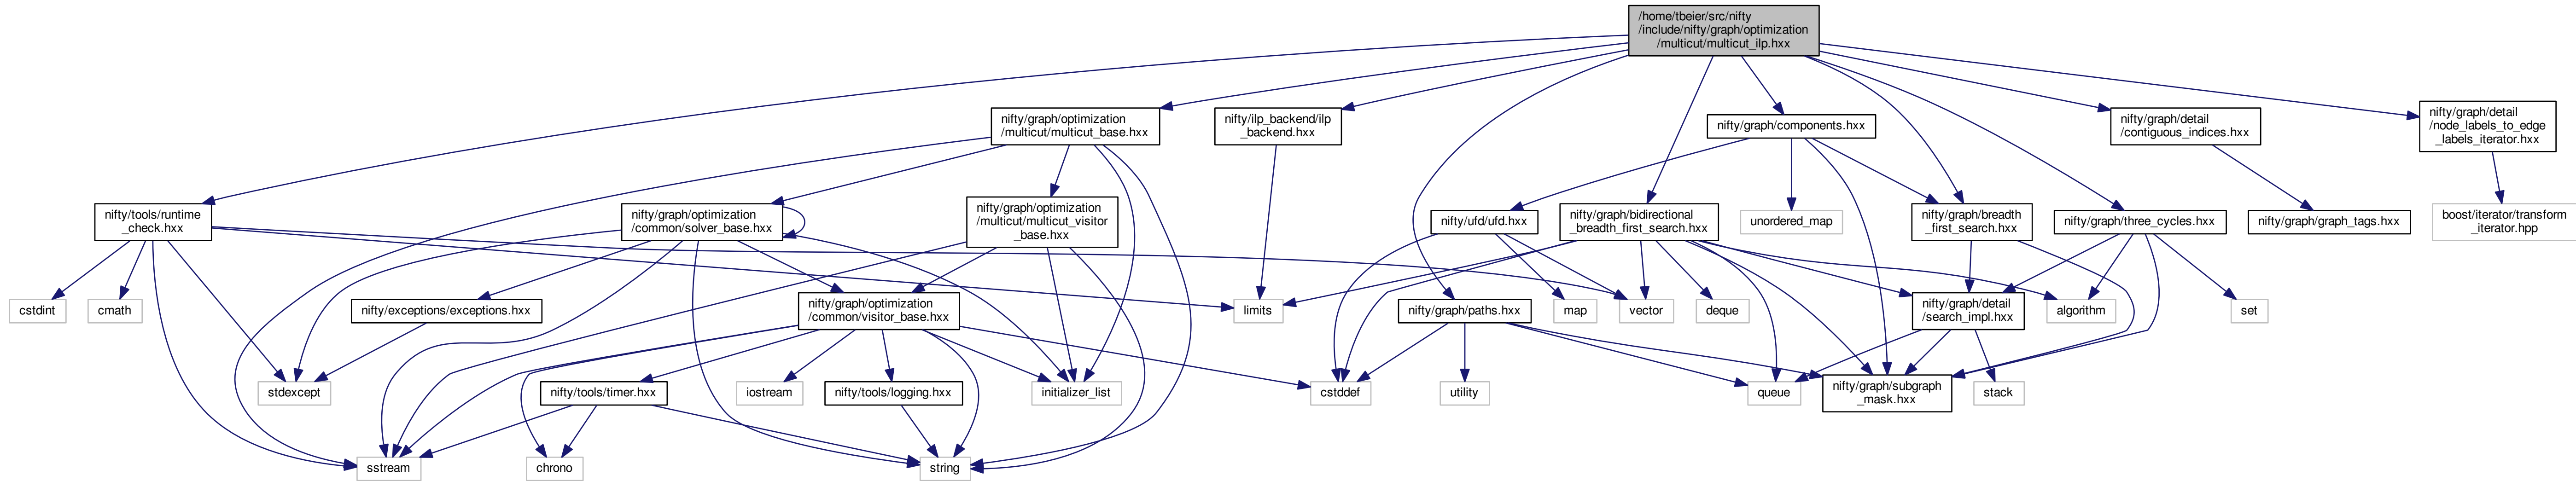 /home/tbeier/src/nifty
/include/nifty/graph/optimization
/multicut/multicut_ilp.hxx
nifty/graph/optimization
/multicut/multicut_base.hxx
nifty/ilp_backend/ilp
_backend.hxx
nifty/graph/components.hxx
nifty/graph/detail
/contiguous_indices.hxx
nifty/graph/detail
/node_labels_to_edge
_labels_iterator.hxx
nifty/tools/runtime
_check.hxx
nifty/graph/optimization
/common/solver_base.hxx
nifty/graph/optimization
/multicut/multicut_visitor
_base.hxx
nifty/ufd/ufd.hxx
nifty/graph/bidirectional
_breadth_first_search.hxx
unordered_map
nifty/graph/breadth
_first_search.hxx
nifty/graph/three_cycles.hxx
nifty/graph/graph_tags.hxx
boost/iterator/transform
_iterator.hpp
cstdint
cmath
nifty/exceptions/exceptions.hxx
nifty/graph/optimization
/common/visitor_base.hxx
limits
nifty/graph/paths.hxx
map
vector
deque
nifty/graph/detail
/search_impl.hxx
algorithm
set
stdexcept
nifty/tools/timer.hxx
iostream
nifty/tools/logging.hxx
initializer_list
cstddef
utility
queue
nifty/graph/subgraph
_mask.hxx
stack
sstream
chrono
string